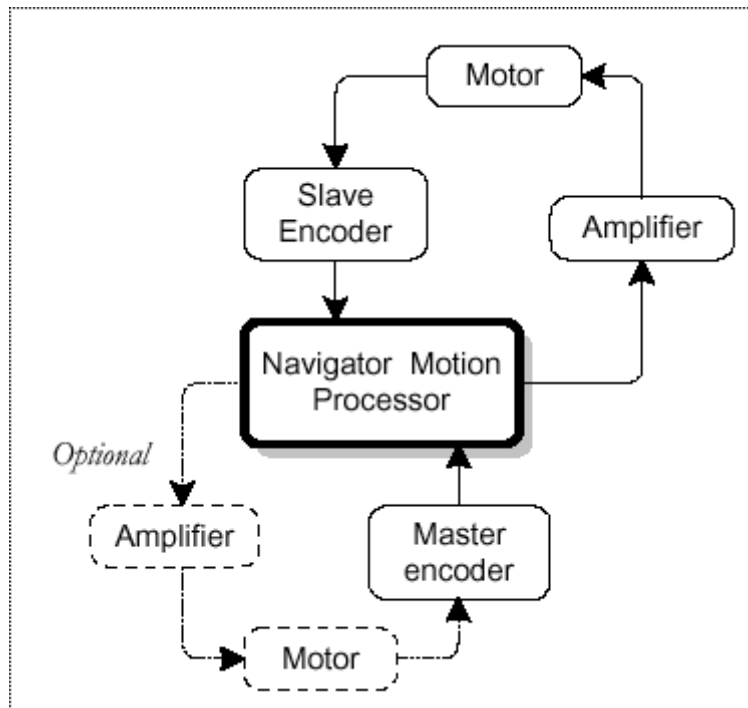 Motor
Slave
Encoder
Amplifier
Navigator Motion
Processor
Optional
Amplifier
Master
encoder
Motor